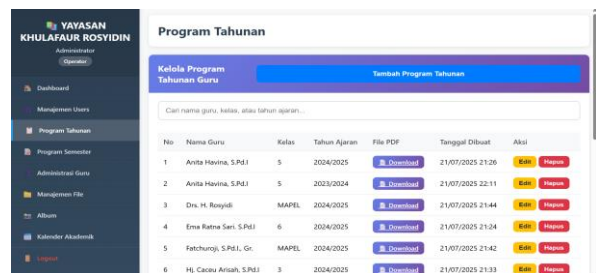 YAYASAN
KHULAFAUR ROSYIDIN
Administrator
Operator
Dashboard
Manajemen Users
Program Tahunan
Program Semester
Administrasi Guru
Manajemen File
Album
Kalender Akademik
Logout
Program Tahunan
Kelola Program
Tahunan Guru
Tambah Program Tahunan
Cari nama guru, kelas, atau tahun ajaran...
No Nama Guru Kelas Tahun Ajaran File PDF Tanggal Dibuat Aksi
1 Anita Havina, S.Pd.I 5 2024/2025 Download 21/07/2025 21:26 Edit Hapus
2 Anita Havina, S.Pd.I 5 2023/2024 Download 21/07/2025 22:11 Edit Hapus
3 Drs. H. Rosyidi MAPEL 2024/2025 Download 21/07/2025 21:44 Edit Hapus
4 Ema Ratna Sari. S.Pd.I 6 2024/2025 Download 21/07/2025 21:24 Edit Hapus
5 Fatchuroji, S.Pd.I., Gr. MAPEL 2024/2025 Download 21/07/2025 21:42 Edit Hapus
6 Hj. Caceu Arisah, S.Pd.I 3 2024/2025 Download 21/07/2025 21:33 Edit Hapus